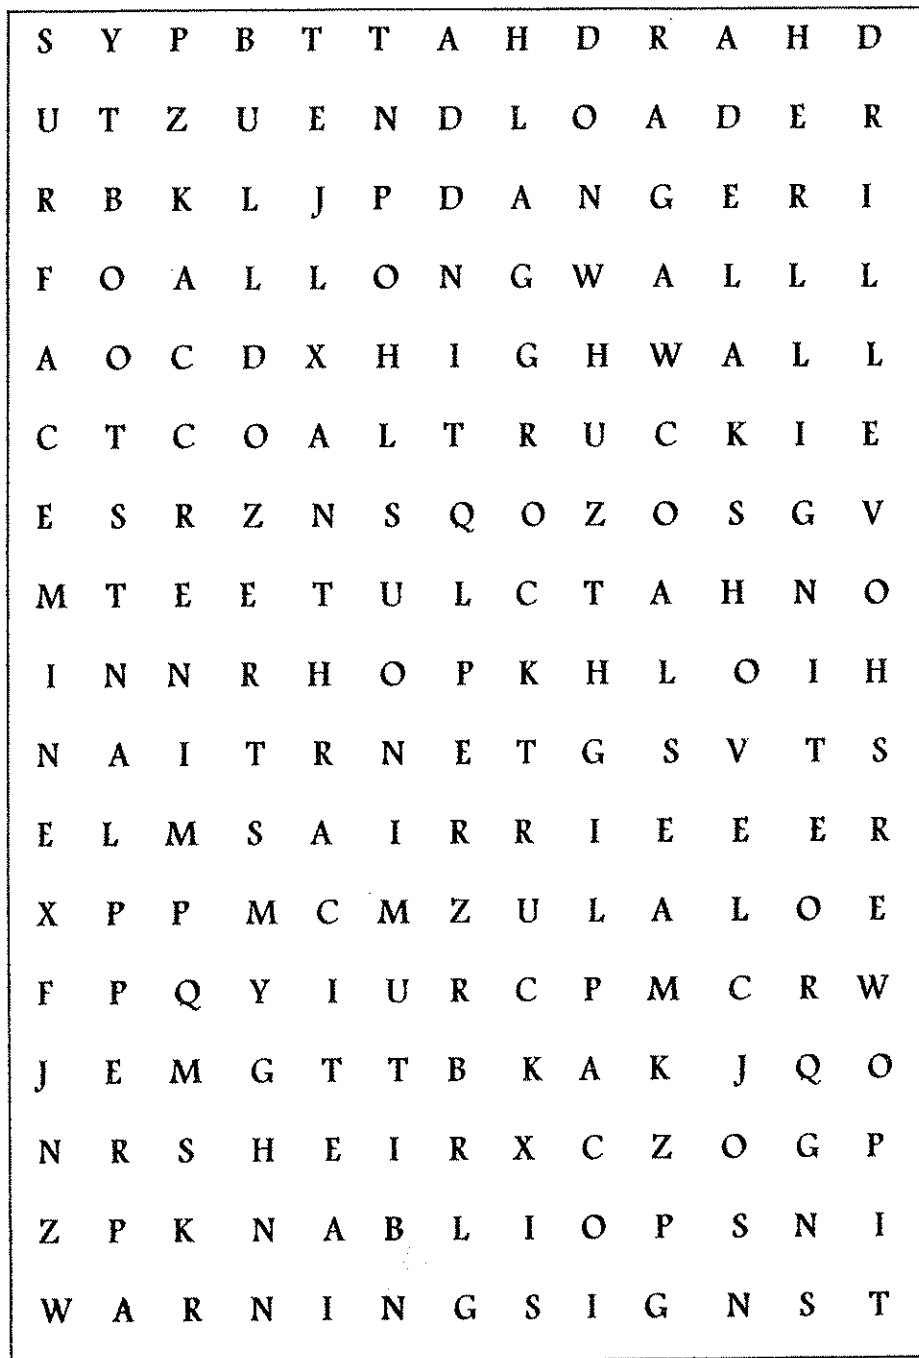 S Y P B T T A H D R A H D
U T Z U E N D L O A D E R
R B K L J P D A N G E R I
F O A L L O N G W A L L L
A O C D X H I G H W A L L
C T C O A L T R U C K I E
E S R Z N S Q O Z O S G V
M T E E T U L C T A H N O
I N N R H O P K H L O I H
N A I T R N E T G S V T S
E L M S A I R R I E E E R
X P P M C M Z U L A L O E
F P Q Y I U R C P M C R W
J E M G T T B K A K J Q O
N R S H E I R X C Z O G P
Z P K N A B L I O P S N I
W A R N I N G S I G N S T